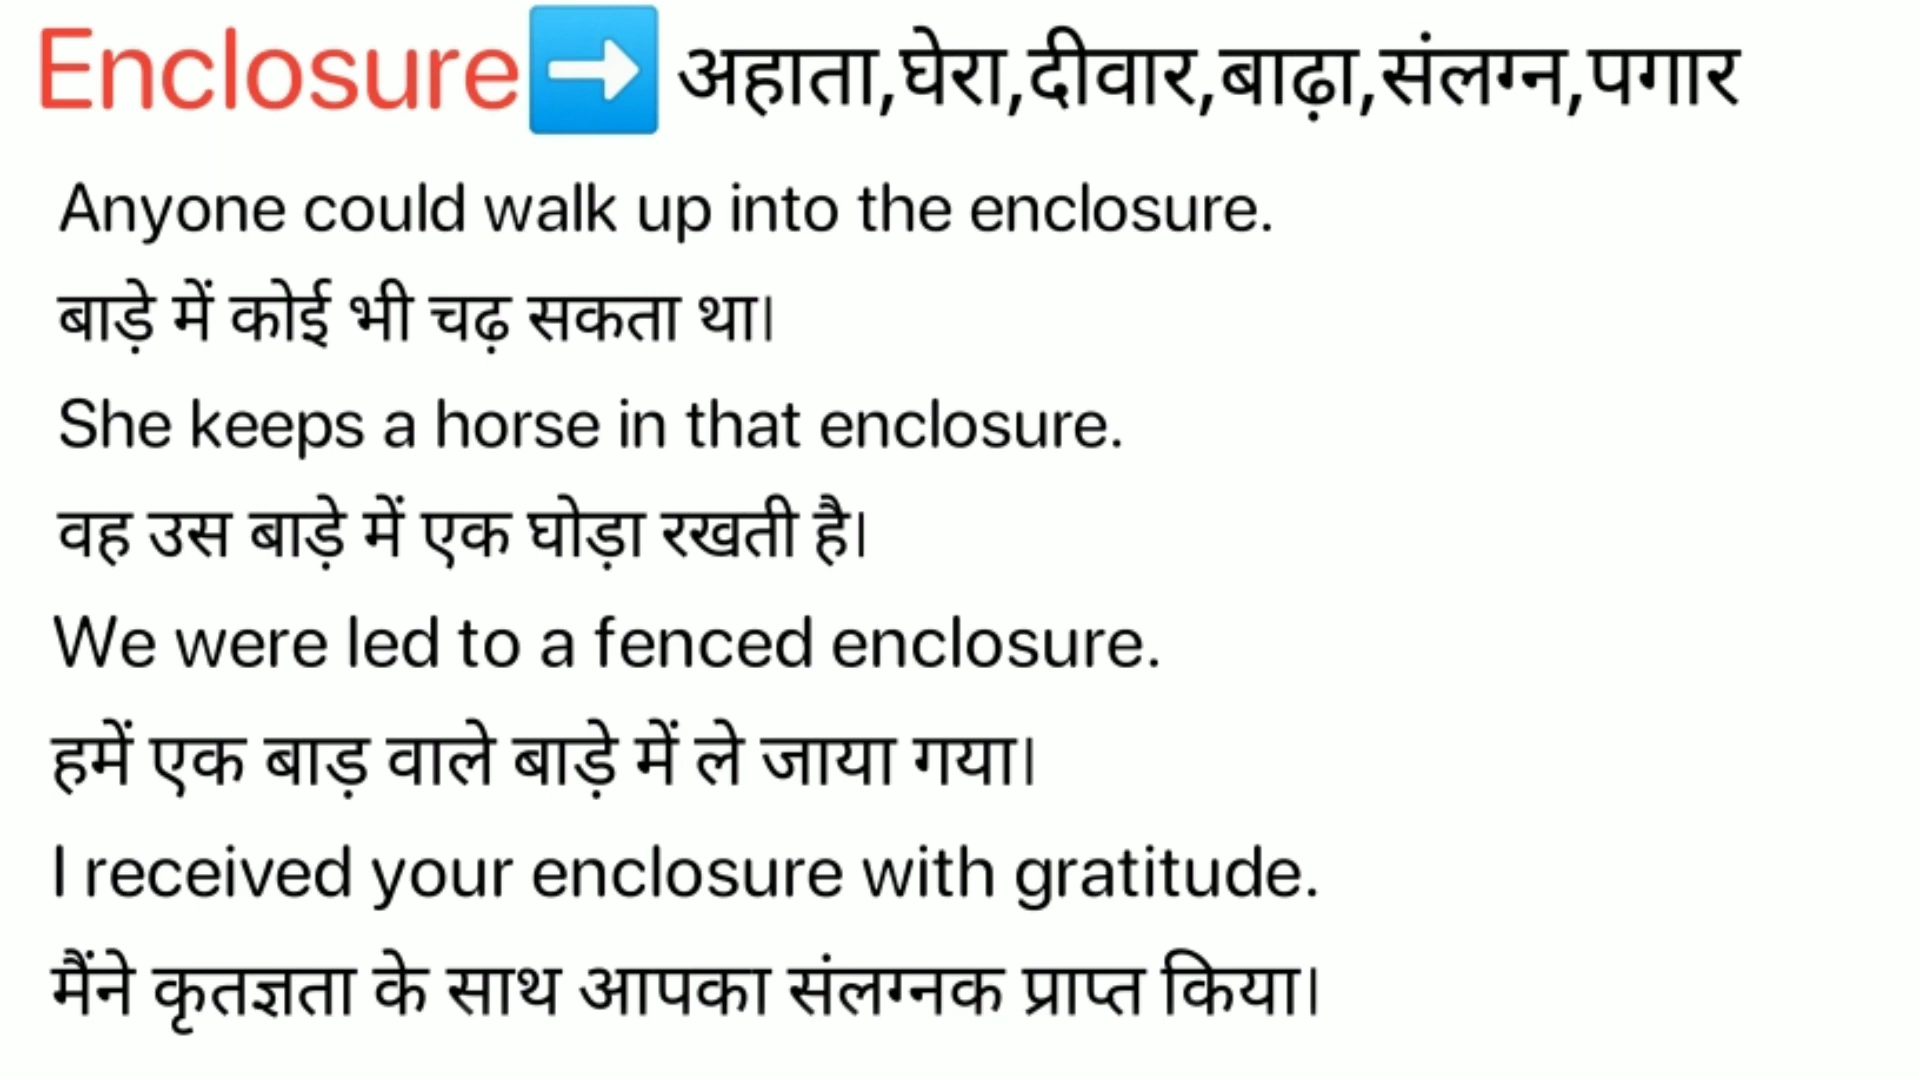 Enclosure➡️ अहाता,घेरा,दीवार,बाढ़ा,संलग्न,पगार
Anyone could walk up into the enclosure.
बाड़े में कोई भी चढ़ सकता था।
She keeps a horse in that enclosure.
वह उस बाड़े में एक घोड़ा रखती है।
We were led to a fenced enclosure.
हमें एक बाड़ वाले बाड़े में ले जाया गया।
I received your enclosure with gratitude.
मैंने कृतज्ञता के साथ आपका संलग्नक प्राप्त किया।